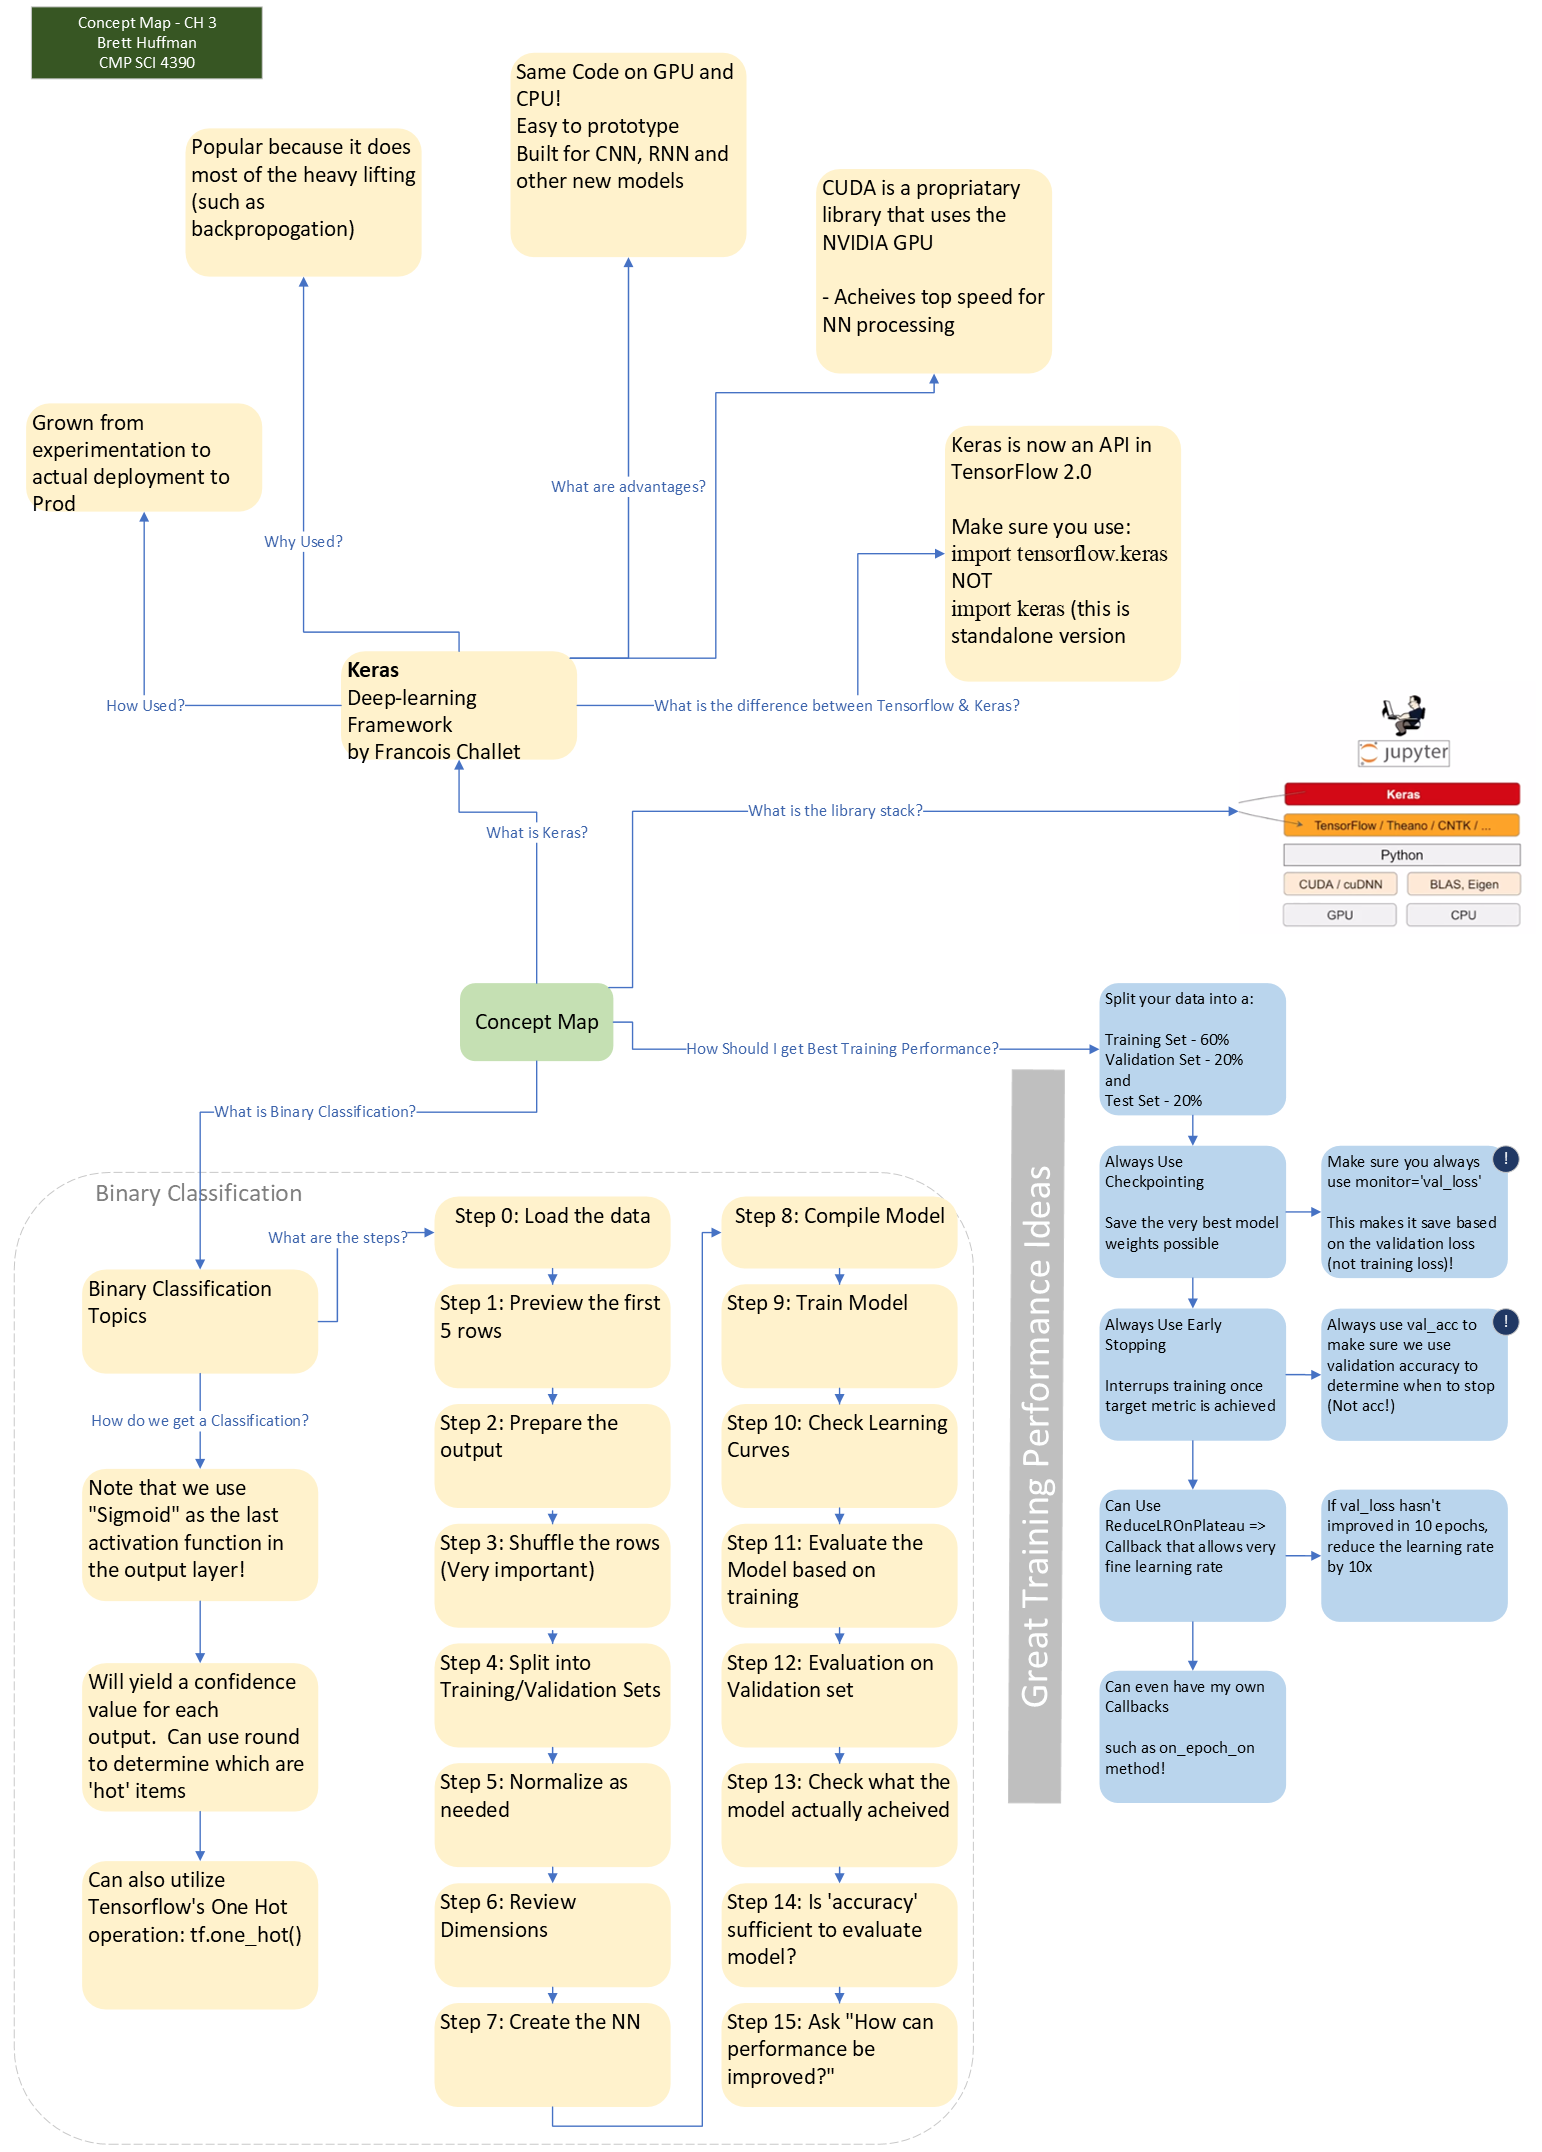 Concept Map - CH 3
Brett Huffman
CMP SCI 4390
Same Code on GPU and
CPU!
Easy to prototype
Built for CNN, RNN and
other new models
Popular because it does
most of the heavy lifting
(such as
backpropogation)
CUDA is a propriatary
library that uses the
NVIDIA GPU
- Acheives top speed for
NN processing
Grown from
experimentation to
actual deployment to
Prod
Keras is now an API in
TensorFlow 2.0
Make sure you use:
import tensorflow.keras
NOT
import keras (this is
standalone version
What are advantages?
Why Used?
Keras
Deep-learning
Framework
by Francois Challet
How Used?
What is the difference between Tensorflow & Keras?
jupyter
Keras
TensorFlow / Theano / CNTK / ...
Python
CUDA / cuDNN
BLAS, Eigen
GPU
CPU
What is the library stack?
What is Keras?
Concept Map
How Should I get Best Training Performance?
What is Binary Classification?
Binary Classification
What are the steps?
Binary Classification
Topics
How do we get a Classification?
Note that we use
"Sigmoid" as the last
activation function in
the output layer!
Will yield a confidence
value for each
output.  Can use round
to determine which are
'hot' items
Can also utilize
Tensorflow's One Hot
operation: tf.one_hot()
Step 0: Load the data
Step 1: Preview the first
5 rows
Step 2: Prepare the
output
Step 3: Shuffle the rows
(Very important)
Step 4: Split into
Training/Validation Sets
Step 5: Normalize as
needed
Step 6: Review
Dimensions
Step 7: Create the NN
Step 8: Compile Model
Step 9: Train Model
Step 10: Check Learning
Curves
Step 11: Evaluate the
Model based on
training
Step 12: Evaluation on
Validation set
Step 13: Check what the
model actually acheived
Step 14: Is 'accuracy'
sufficient to evaluate
model?
Step 15: Ask "How can
performance be
improved?"
Great Training Performance Ideas
Split your data into a:
Training Set - 60%
Validation Set - 20%
and
Test Set - 20%
Always Use
Checkpointing
Save the very best model
weights possible
Make sure you always
use monitor='val_loss'
This makes it save based
on the validation loss
(not training loss)!
!
Always Use Early
Stopping
Interrups training once
target metric is achieved
Always use val_acc to
make sure we use
validation accuracy to
determine when to stop
(Not acc!)
!
Can Use
ReduceLROnPlateau =>
Callback that allows very
fine learning rate
If val_loss hasn't
improved in 10 epochs,
reduce the learning rate
by 10x
Can even have my own
Callbacks
such as on_epoch_on
method!